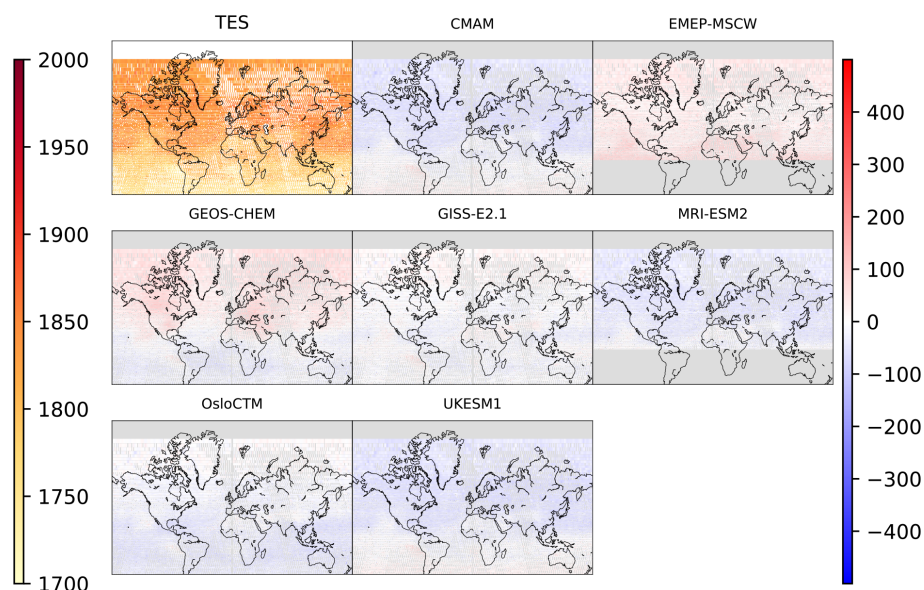 TES
CMAM
EMEP-MSCW
GEOS-CHEM
GISS-E2.1
MRI-ESM2
OsloCTM
UKESM1
2000
1950
1900
1850
1800
1750
1700
400
300
200
100
0
−100
−200
−300
−400